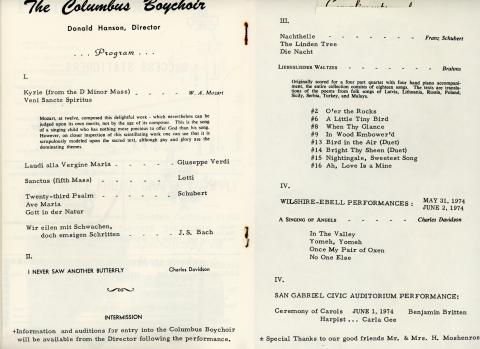 The Columbus Boychoir
Donald Hanson, Director
... Program ...
I.
Kyrie (from the D Minor Mass) . . . . . W. A. Mozart
Veni Sancte Spiritus
Mozart, at twelve, composed this delightful work - which nevertheless can be
judged upon its own merits, not by the age of its composer. This is the song
of a singing child who has nothing more precious to offer God than his song.
However, on closer inspection of this scintillating work one can see that it is
scrupulously modeled upon the sacred text, although any and glory are the
dominating themes.
Laudi alla Vergine Maria - - - - - Giuseppe Verdi
Sanctus (fifth Mass) - - - - - Lotti
Twenty-third Psalm - - - - - Schubert
Ave Maria
Gott in der Natur
Wir eilen mit Schwachen,
doch emsigen Schritten - - - - - J. S. Bach
II.
I NEVER SAW ANOTHER BUTTERFLY Charles Davidson
INTERMISSION
+Information and auditions for entry into the Columbus Boychoir
will be available from the Director following the performance.
III.
Nachthelle - - - - - Franz Schubert
The Linden Tree
Die Nacht
Liebeslieder Waltzes - - - - - Brahms
Originally scored for a four part quartet with four hand piano accompani-
ment, the entire collection consists of eighteen songs. The texts are transla-
tions of the poems from folk songs of Latvia, Lithuania, Russia, Poland,
Sicily, Serbia, Turkey, and Malaya.
#2 O'er the Rocks
#6 A Little Tiny Bird
#8 When Thy Glance
#9 In Wood Embower'd
#13 Bird in the Air (Duet)
#14 Bright Thy Sheen (Duet)
#15 Nightingale, Sweetest Song
#16 Ah, Love is a Mine
IV.
WILSHIRE-EBELL PERFORMANCES: MAY 31, 1974
JUNE 2, 1974
A Singing of Angels - - - - - Charles Davidson
In The Valley
Yomeh, Yomeh
Once My Pair of Oxen
No One Else
IV.
SAN GABRIEL CIVIC AUDITORIUM PERFORMANCE:
Ceremony of Carols JUNE 1, 1974 Benjamin Britten
Harpist ... Carla Gee
± Special Thanks to our good friends Mr. & Mrs. H. Moshenros